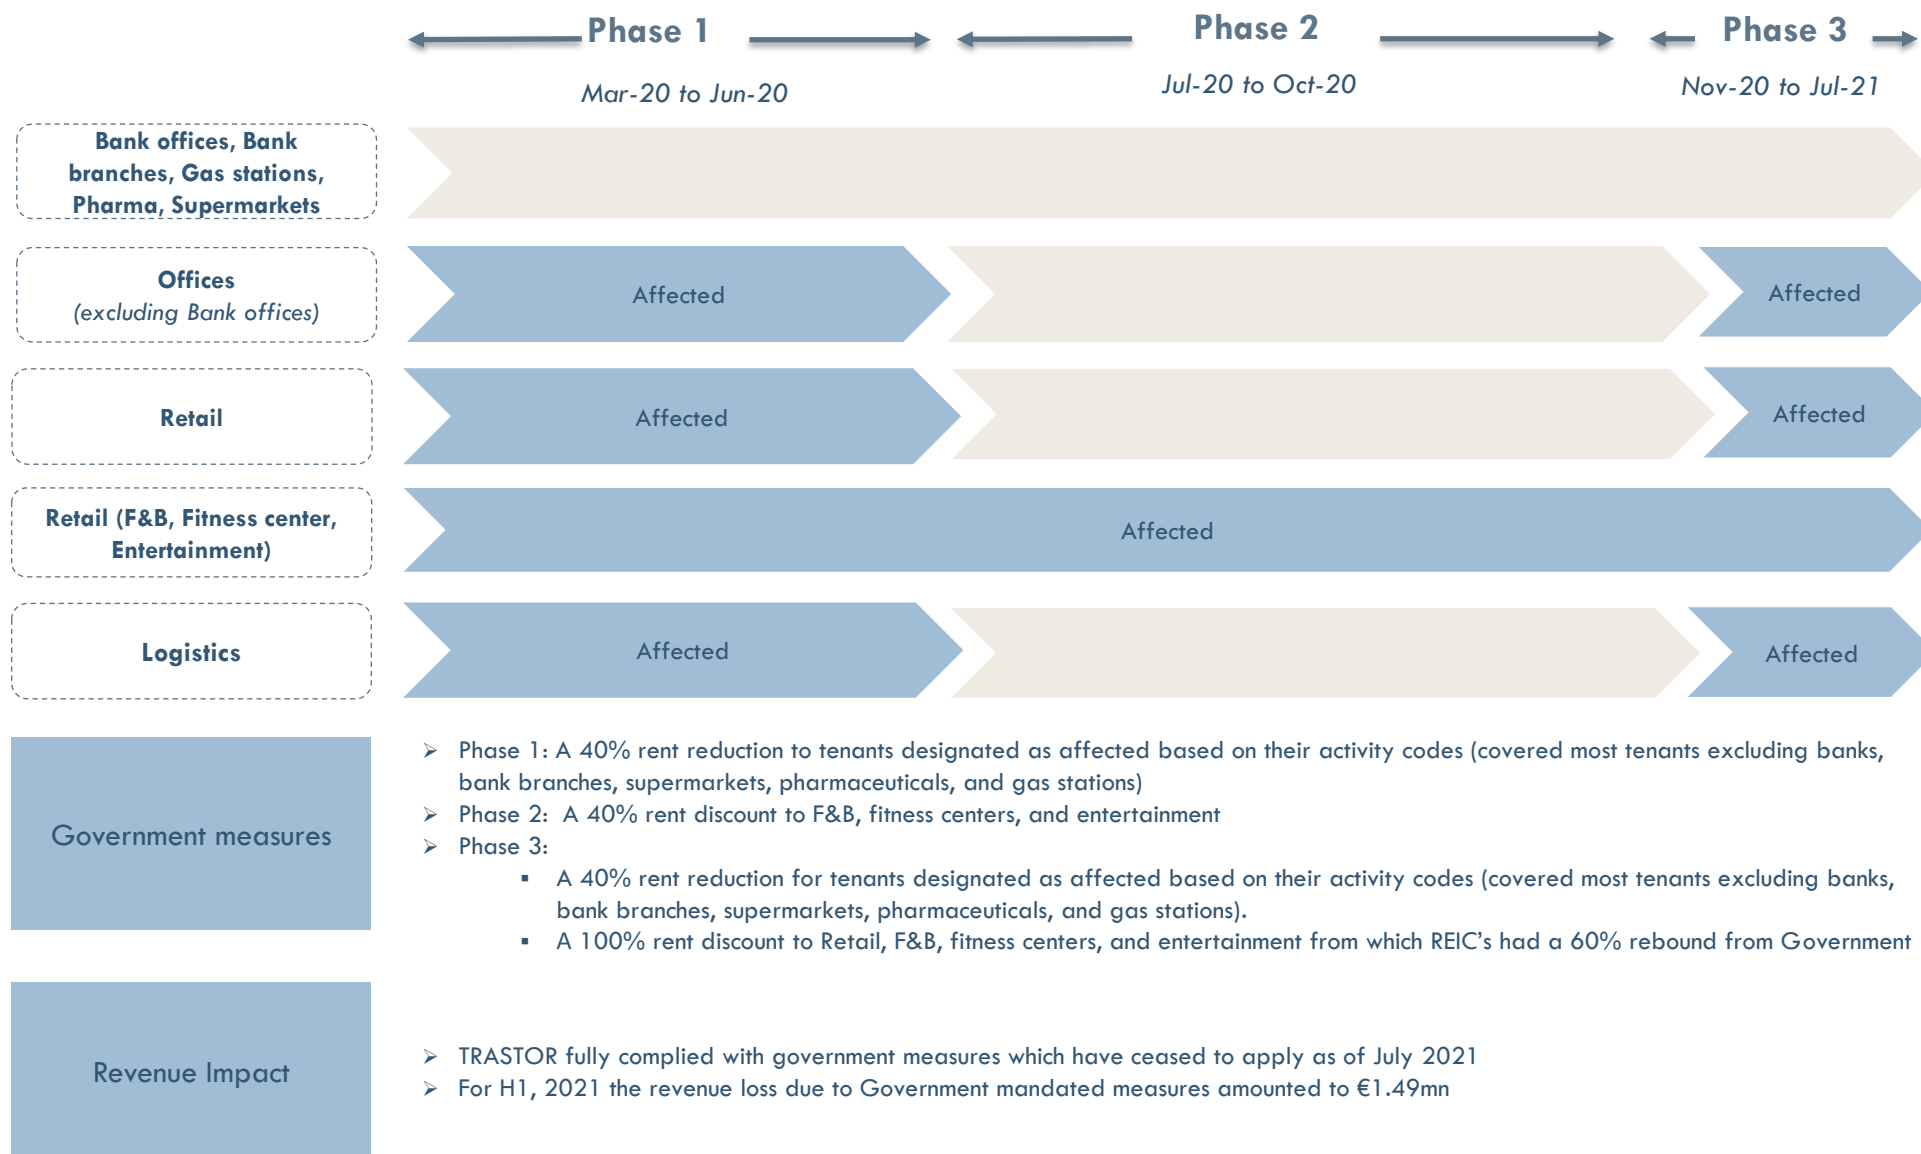 Phase 1
Phase 2
Phase 3
Mar-20 to Jun-20
Jul-20 to Oct-20
Nov-20 to Jul-21
Bank offices, Bank
branches, Gas stations,
Pharma, Supermarkets
Offices
(excluding Bank offices)
Affected
Affected
Retail
Affected
Affected
Retail (F&B, Fitness center,
Entertainment)
Affected
Logistics
Affected
Affected
Government measures
➢ Phase 1: A 40% rent reduction to tenants designated as affected based on their activity codes (covered most tenants excluding banks,
bank branches, supermarkets, pharmaceuticals, and gas stations)
➢ Phase 2:  A 40% rent discount to F&B, fitness centers, and entertainment
➢ Phase 3:
▪ A 40% rent reduction for tenants designated as affected based on their activity codes (covered most tenants excluding banks,
bank branches, supermarkets, pharmaceuticals, and gas stations).
▪ A 100% rent discount to Retail, F&B, fitness centers, and entertainment from which REIC’s had a 60% rebound from Government
Revenue Impact
➢ TRASTOR fully complied with government measures which have ceased to apply as of July 2021
➢ For H1, 2021 the revenue loss due to Government mandated measures amounted to €1.49mn